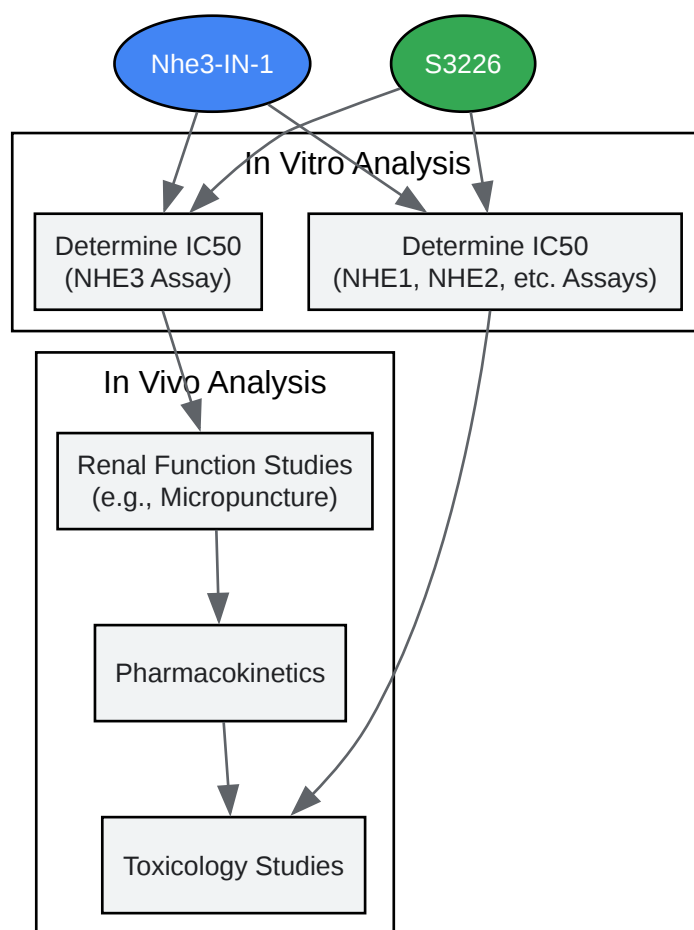 Nhe3-IN-1
S3226
In Vitro Analysis
Determine IC50
(NHE3 Assay)
Determine IC50
(NHE1, NHE2, etc. Assays)
In Vivo Analysis
Renal Function Studies
(e.g., Micropuncture)
Pharmacokinetics
Toxicology Studies